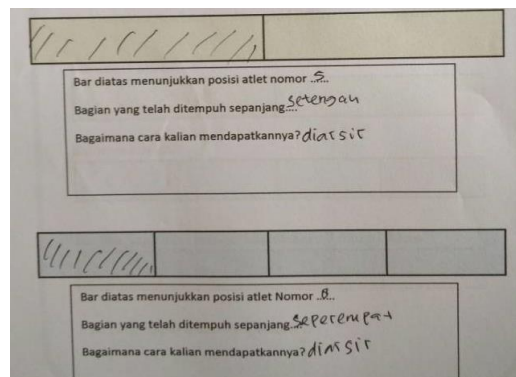 Bar diatas menunjukkan posisi atlet nomor ..5..
Bagian yang telah ditempuh sepanjang....setengah
Bagaimana cara kalian mendapatkannya? diarsir
Bar diatas menunjukkan posisi atlet Nomor ..8..
Bagian yang telah ditempuh sepanjang...seperempat
Bagaimana cara kalian mendapatkannya? diarsir